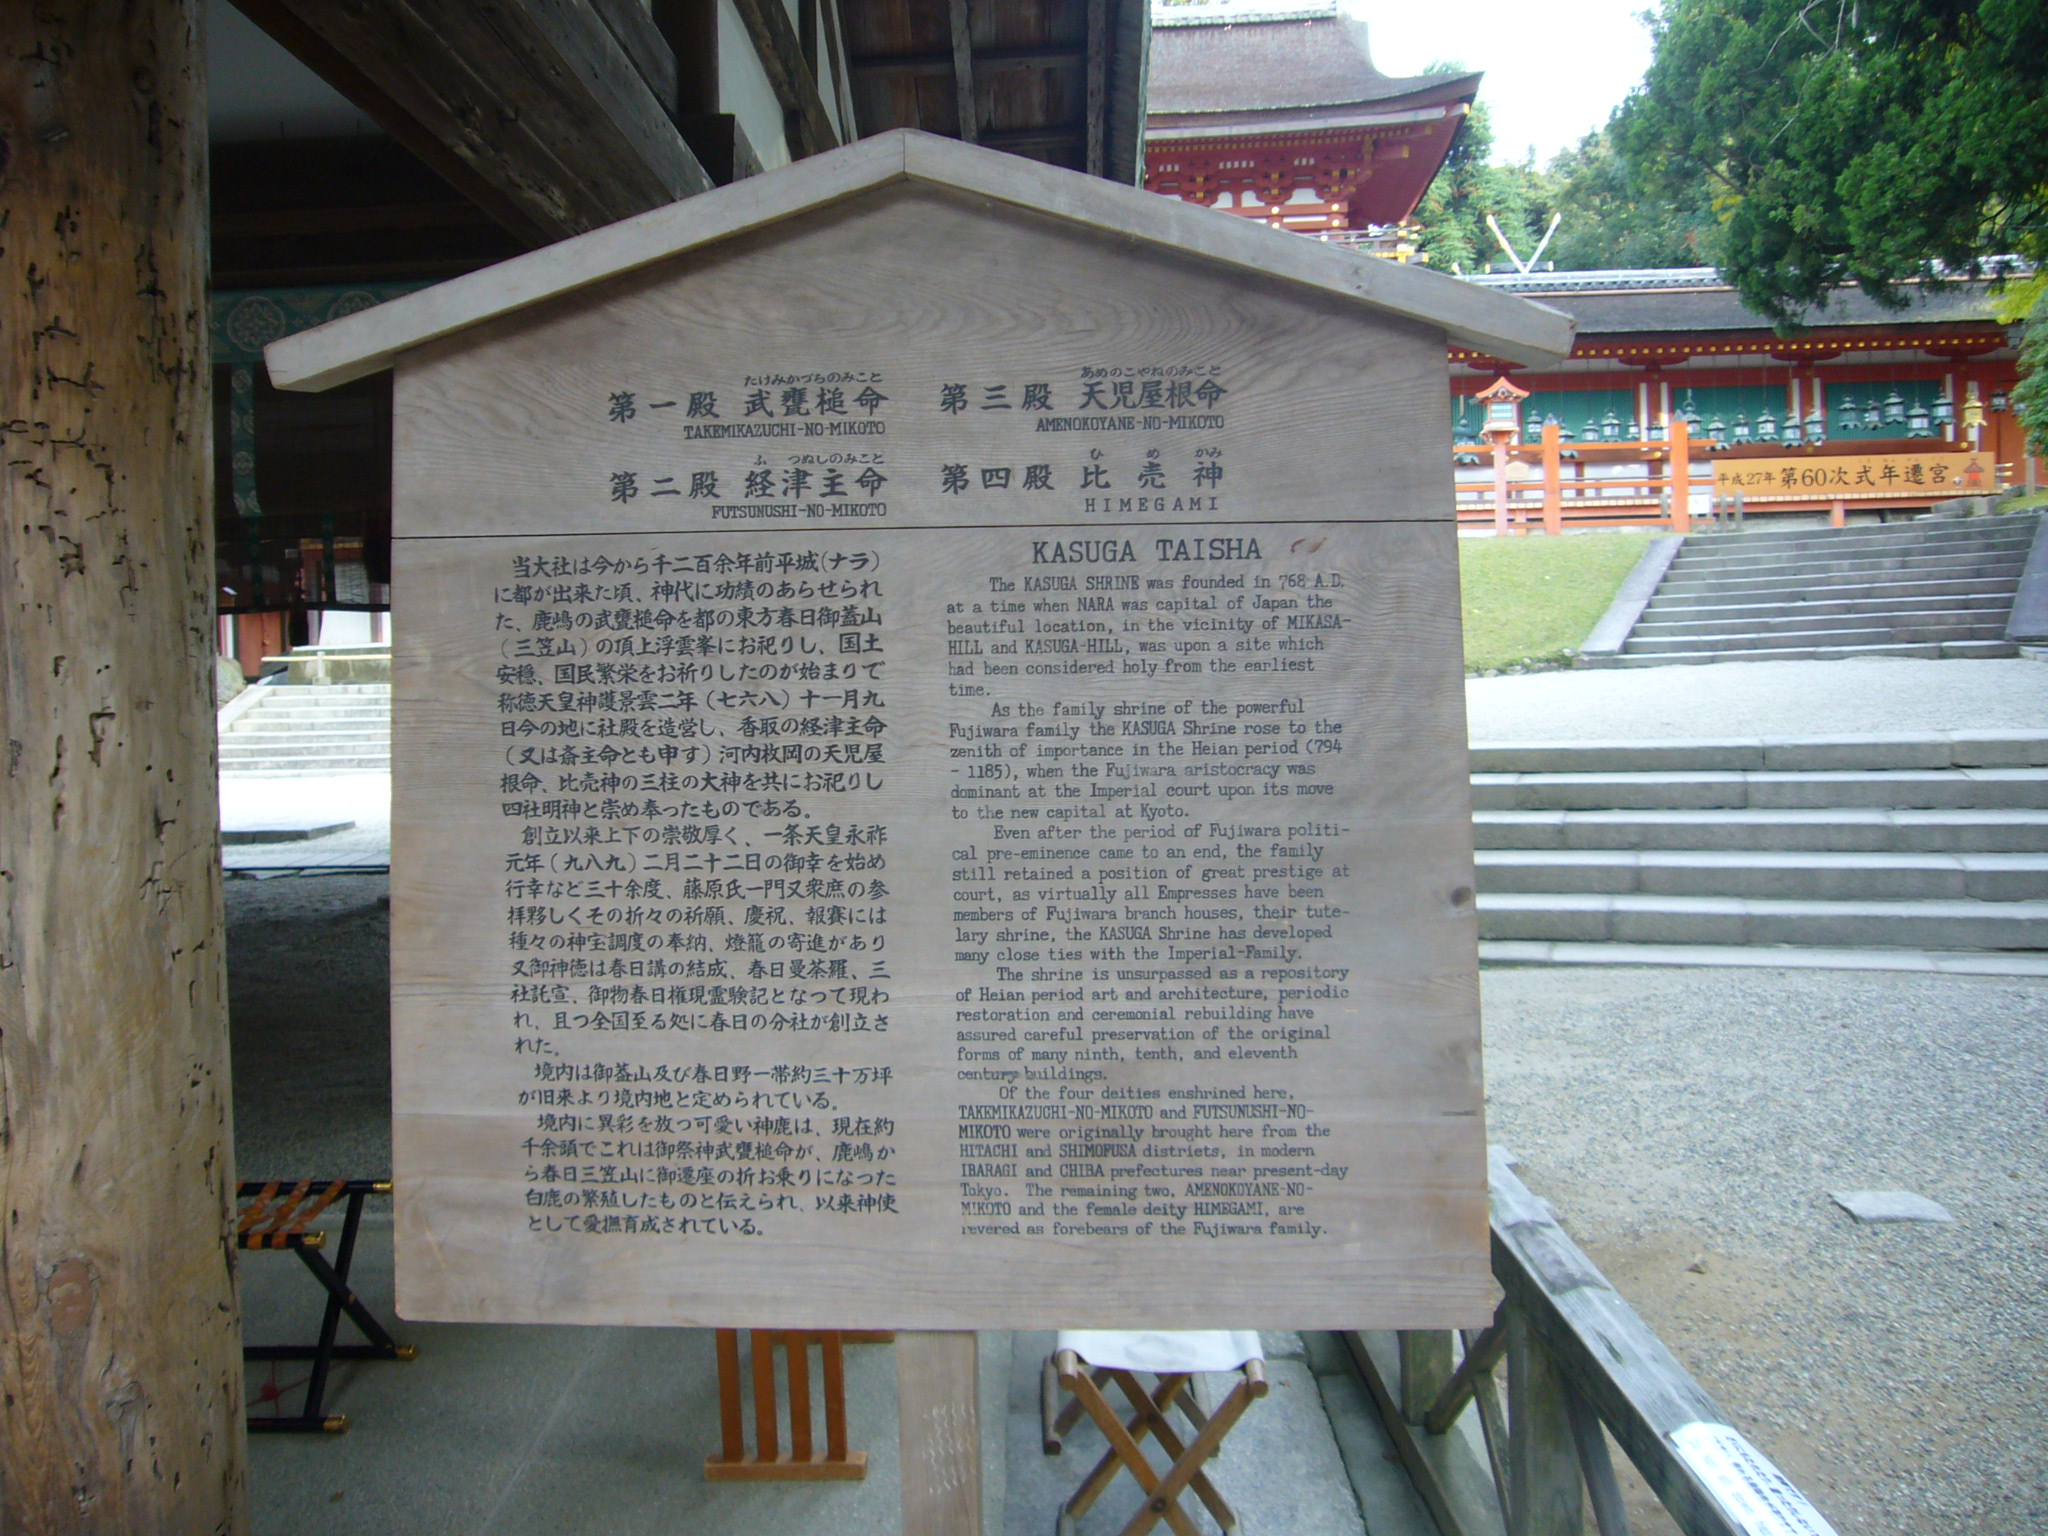 たけみかづちのみこと
第一殿 武甕槌命
TAKEMIKAZUCHI-NO-MIKOTO
ふつぬしのみこと
第二殿 経津主命
FUTSUNUSHI-NO-MIKOTO
あめのこやねのみこと
第三殿 天児屋根命
AMENOKOYANE-NO-MIKOTO
ひ め かみ
第四殿 比売神
HIMEGAMI
当大社は今から千二百余年前平城(ナラ)
に都が出来た頃、神代に功績のあらせられ
た、鹿嶋の武甕槌命を都の東方春日御蓋山
(三笠山)の頂上浮雲峯にお祀りし、国土
安穏、国民繁栄をお祈りしたのが始まりで
称徳天皇神護景雲二年(七六八)十一月九
日今の地に社殿を造営し、香取の経津主命
(又は斎主命とも申す)河内枚岡の天児屋
根命、比売神の三柱の大神を共にお祀りし
四社明神と崇め奉ったものである。
創立以来上下の崇敬厚く、一条天皇永祚
元年(九八九)二月二十二日の御幸を始め
行幸など三十余度、藤原氏一門又衆庶の参
拝夥しくその折々の祈願、慶祝、報賽には
種々の神宝調度の奉納、燈籠の寄進があり
又御神徳は春日講の結成、春日曼荼羅、三
社託宣、御物春日権現霊験記となつて現わ
れ、且つ全国至る処に春日の分社が創立さ
れた。
境内は御蓋山及び春日野一帯約三十万坪
が旧来より境内地と定められている。
境内に異彩を放つ可愛い神鹿は、現在約
千余頭でこれは御祭神武甕槌命が、鹿嶋か
ら春日三笠山に御遷座の折お乗りになった
白鹿の繁殖したものと伝えられ、以来神使
として愛撫育成されている。
KASUGA TAISHA
The KASUGA SHRINE was founded in 768 A.D.
at a time when NARA was capital of Japan the
beautiful location, in the vicinity of MIKASA-
HILL and KASUGA-HILL, was upon a site which
had been considered holy from the earliest
time.
As the family shrine of the powerful
Fujiwara family the KASUGA Shrine rose to the
zenith of importance in the Heian period (794
- 1185), when the Fujiwara aristocracy was
dominant at the Imperial court upon its move
to the new capital at Kyoto.
Even after the period of Fujiwara politi-
cal pre-eminence came to an end, the family
still retained a position of great prestige at
court, as virtually all Empresses have been
members of Fujiwara branch houses, their tute-
lary shrine, the KASUGA Shrine has developed
many close ties with the Imperial-Family.
The shrine is unsurpassed as a repository
of Heian period art and architecture, periodic
restoration and ceremonial rebuilding have
assured careful preservation of the original
forms of many ninth, tenth, and eleventh
century buildings.
Of the four deities enshrined here,
TAKEMIKAZUCHI-NO-MIKOTO and FUTSUNUSHI-NO-
MIKOTO were originally brought here from the
HITACHI and SHIMOFUSA districts, in modern
IBARAGI and CHIBA prefectures near present-day
Tokyo. The remaining two, AMENOKOYANE-NO-
MIKOTO and the female deity HIMEGAMI, are
revered as forebears of the Fujiwara family.
平成27年 第60次式年遷宮